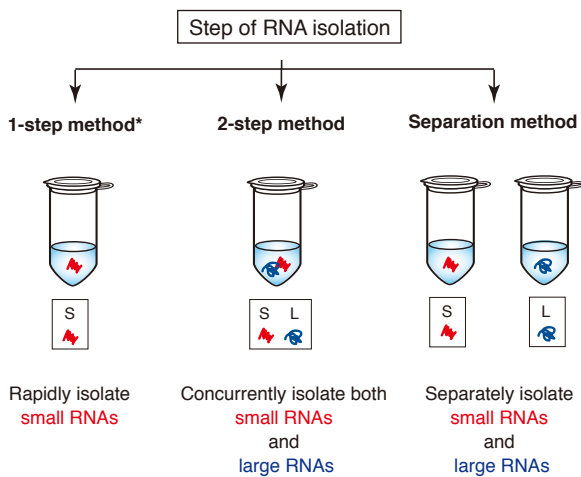 Step of RNA isolation
1-step method*
2-step method
Separation method
S
S L
S
L
Rapidly isolate
small RNAs
Concurrently isolate both
small RNAs
and
large RNAs
Separately isolate
small RNAs
and
large RNAs